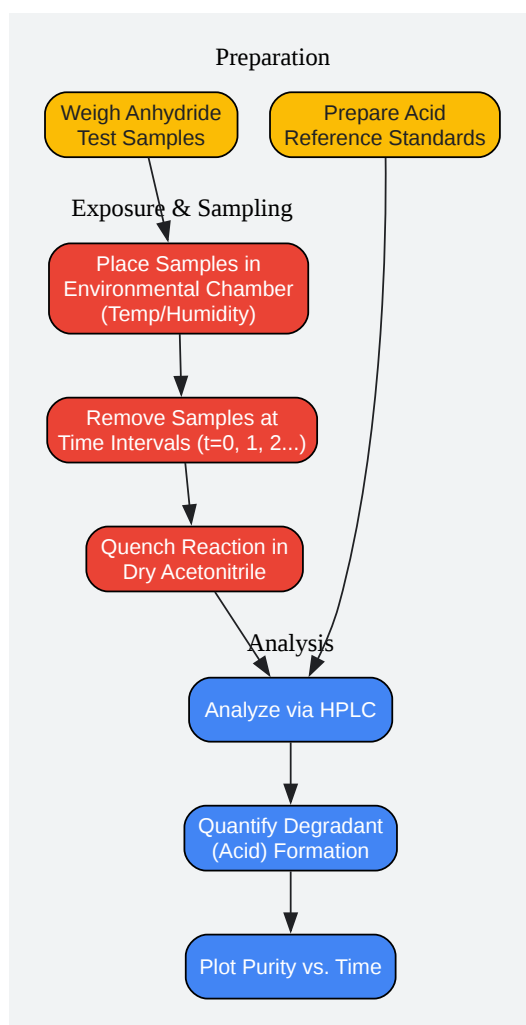 Preparation
Weigh Anhydride
Test Samples
Prepare Acid
Reference Standards
Exposure & Sampling
Place Samples in
Environmental Chamber
(Temp/Humidity)
Remove Samples at
Time Intervals (t=0, 1, 2...)
Quench Reaction in
Dry Acetonitrile
Analysis
Analyze via HPLC
Quantify Degradant
(Acid) Formation
Plot Purity vs. Time